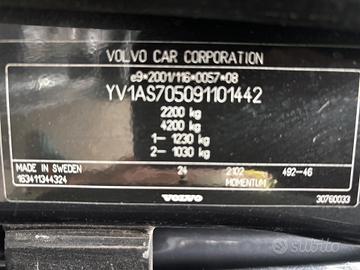 VOLVO CAR CORPORATION
e9*2001/116*0057*08
YV1AS705091101442
2200 kg
4200 kg
1- 1230 kg
2- 1030 kg
MADE IN SWEDEN 24 2102 492-46
163411344324 MOMENTUM
VOLVO 30760033
subito